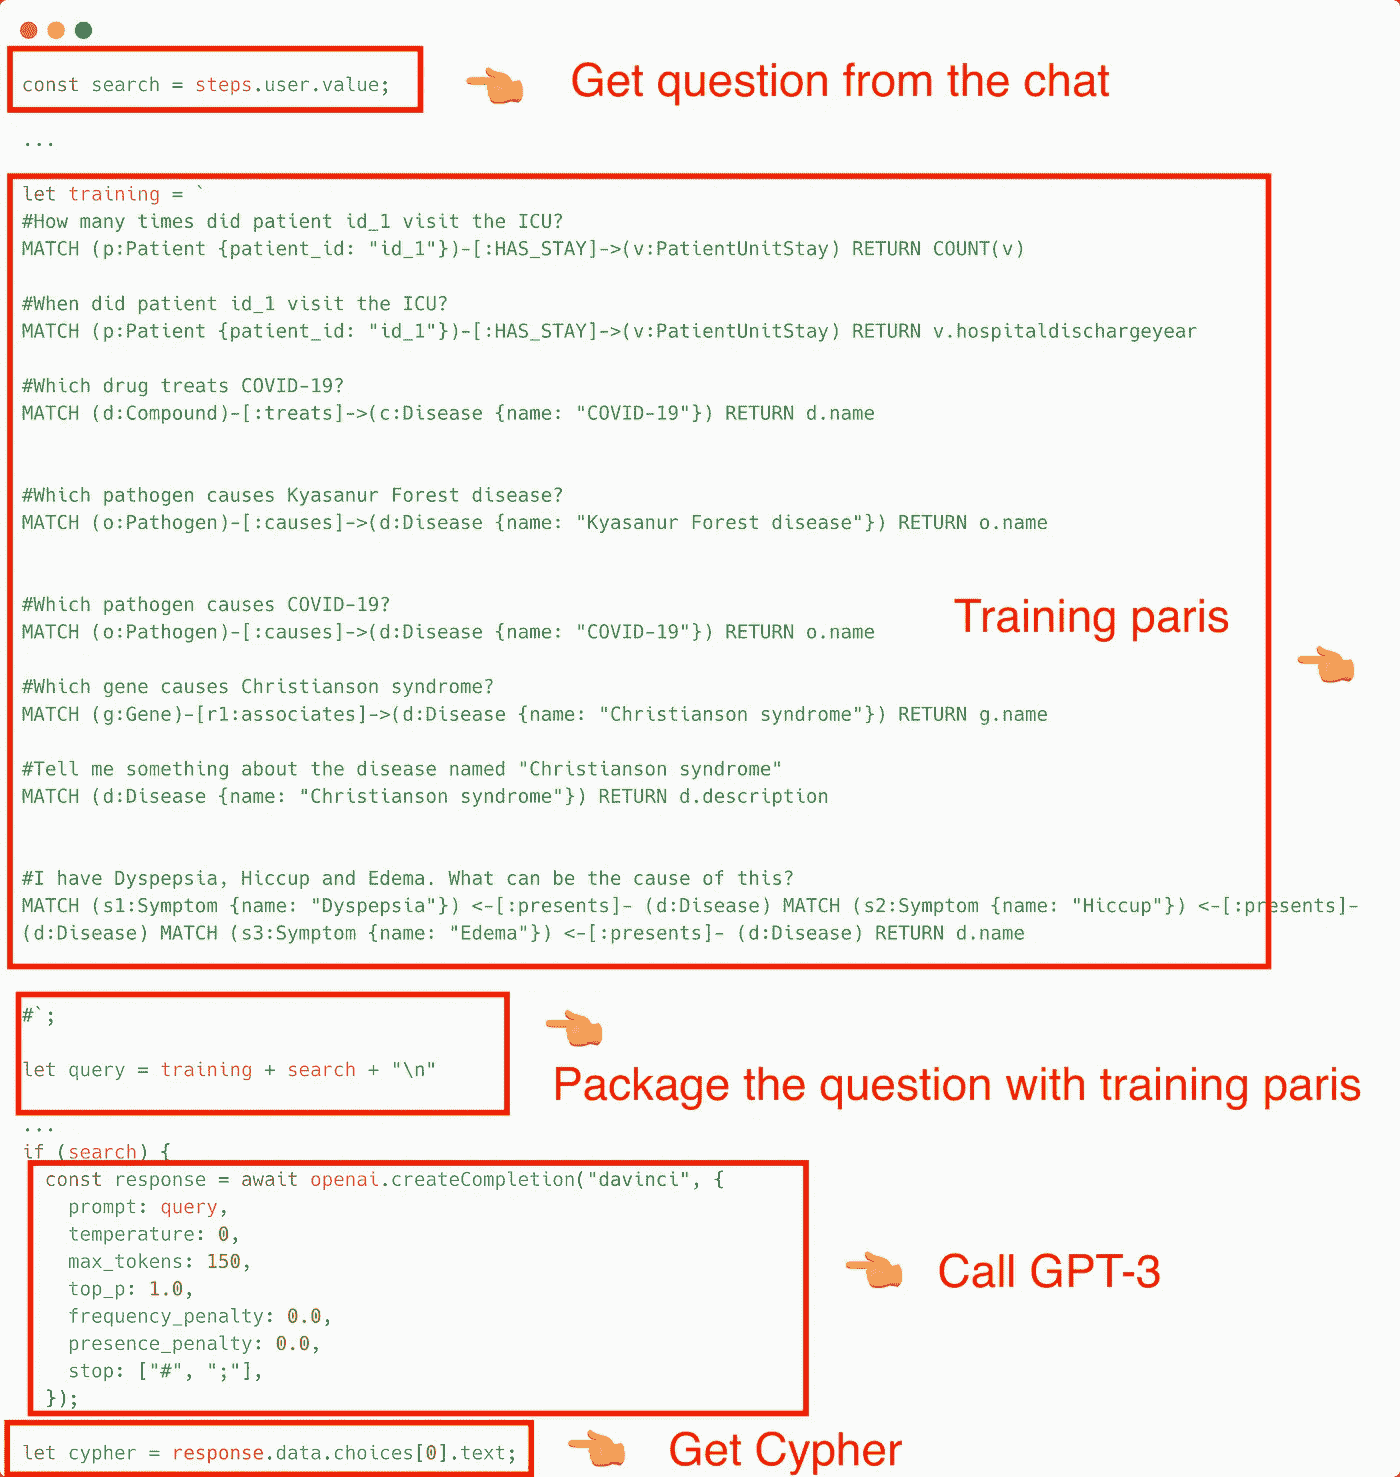 const search = steps.user.value;
Get question from the chat
...
let training = `
#How many times did patient id_1 visit the ICU?
MATCH (p:Patient {patient_id: "id_1"})-[:HAS_STAY]->(v:PatientUnitStay) RETURN COUNT(v)
#When did patient id_1 visit the ICU?
MATCH (p:Patient {patient_id: "id_1"})-[:HAS_STAY]->(v:PatientUnitStay) RETURN v.hospitaldischargeyear
#Which drug treats COVID-19?
MATCH (d:Compound)-[:treats]->(c:Disease {name: "COVID-19"}) RETURN d.name
#Which pathogen causes Kyasanur Forest disease?
MATCH (o:Pathogen)-[:causes]->(d:Disease {name: "Kyasanur Forest disease"}) RETURN o.name
#Which pathogen causes COVID-19?
MATCH (o:Pathogen)-[:causes]->(d:Disease {name: "COVID-19"}) RETURN o.name
Training paris
#Which gene causes Christianson syndrome?
MATCH (g:Gene)-[r1:associates]->(d:Disease {name: "Christianson syndrome"}) RETURN g.name
#Tell me something about the disease named "Christianson syndrome"
MATCH (d:Disease {name: "Christianson syndrome"}) RETURN d.description
#I have Dyspepsia, Hiccup and Edema. What can be the cause of this?
MATCH (s1:Symptom {name: "Dyspepsia"}) <-[:presents]- (d:Disease) MATCH (s2:Symptom {name: "Hiccup"}) <-[:presents]-
(d:Disease) MATCH (s3:Symptom {name: "Edema"}) <-[:presents]- (d:Disease) RETURN d.name
#`;
let query = training + search + "\n"
Package the question with training paris
...
if (search) {
const response = await openai.createCompletion("davinci", {
prompt: query,
temperature: 0,
max_tokens: 150,
top_p: 1.0,
frequency_penalty: 0.0,
presence_penalty: 0.0,
stop: ["#", ";"],
});
Call GPT-3
let cypher = response.data.choices[0].text;
Get Cypher